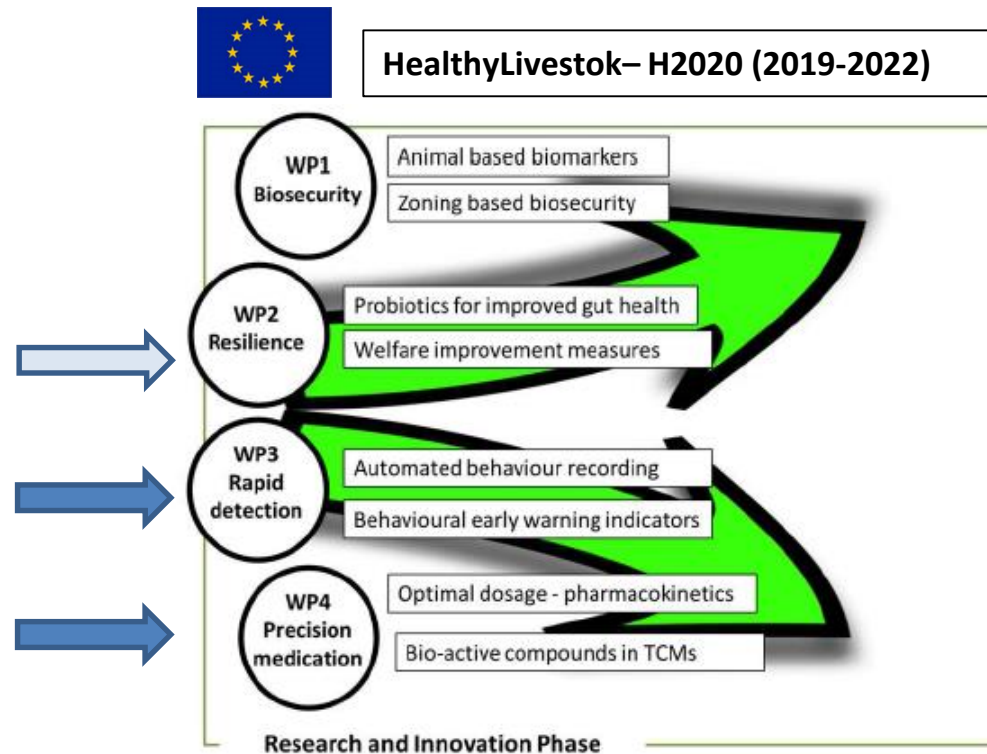 HealthyLivestok– H2020 (2019-2022)
WP1
Biosecurity
Animal based biomarkers
Zoning based biosecurity
WP2
Resilience
Probiotics for improved gut health
Welfare improvement measures
WP3
Rapid
detection
Automated behaviour recording
Behavioural early warning indicators
WP4
Precision
medication
Optimal dosage - pharmacokinetics
Bio-active compounds in TCMs
Research and Innovation Phase